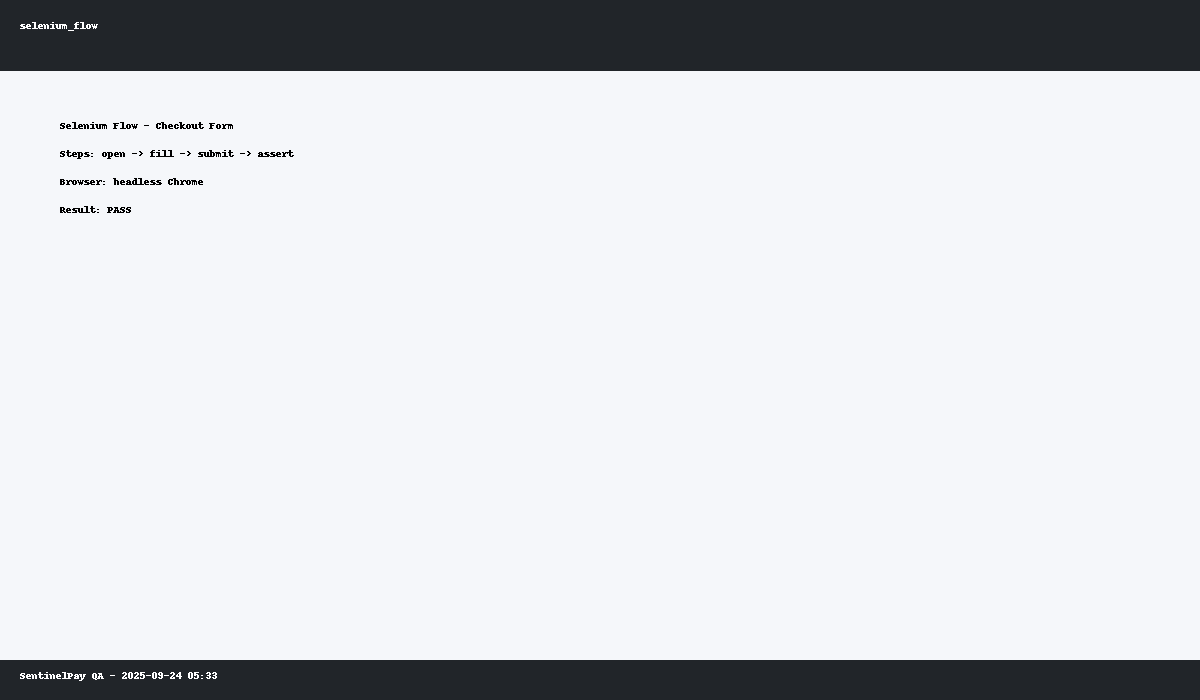 selenium_flow
Selenium Flow - Checkout Form
Steps: open -> fill -> submit -> assert
Browser: headless Chrome
Result: PASS
SentinelPay QA - 2025-09-24 05:33